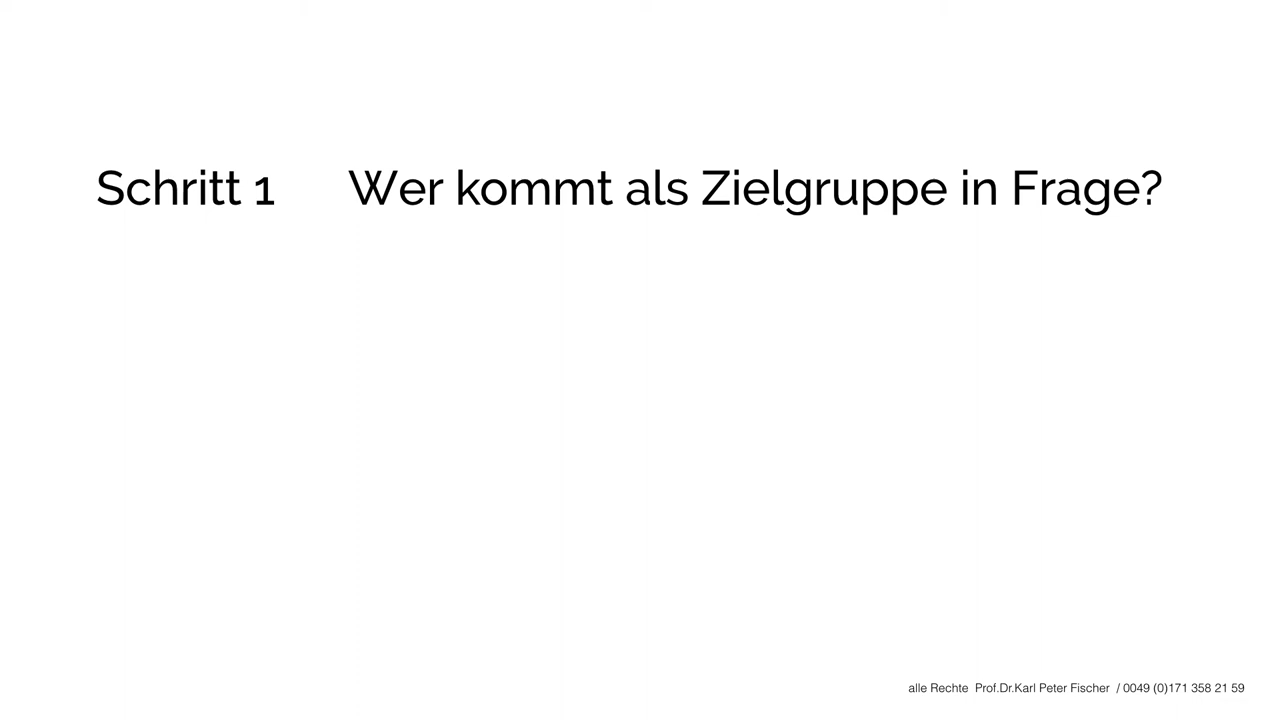 Schritt 1 Wer kommt als Zielgruppe in Frage?
alle Rechte Prof.Dr.Karl Peter Fischer / 0049 (0)171 358 21 59